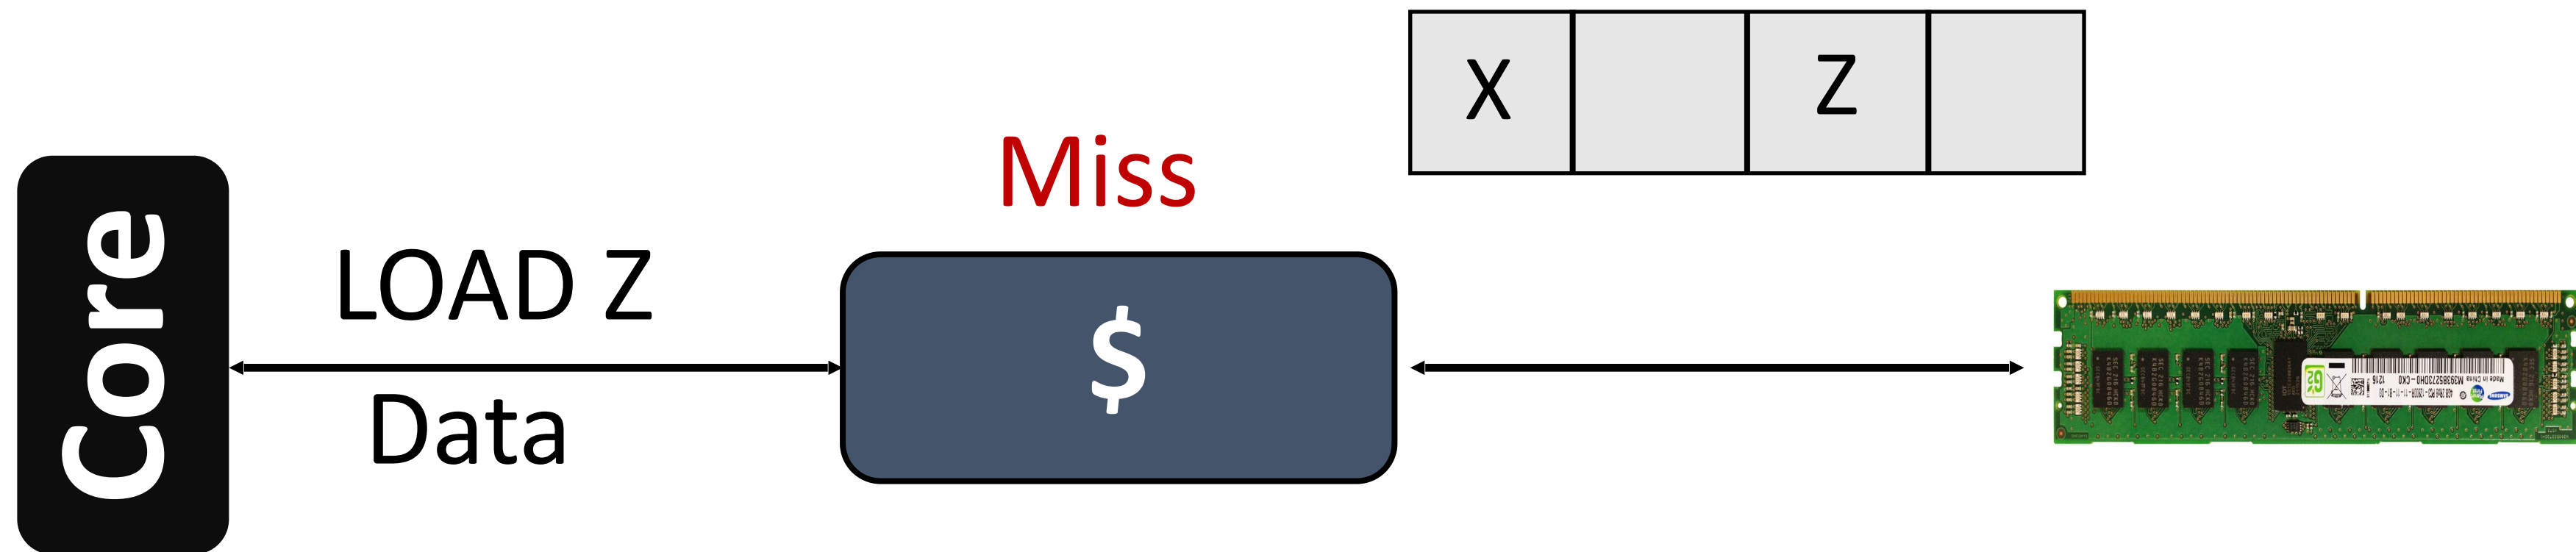 X Z
Miss
Core
LOAD Z
$
Data